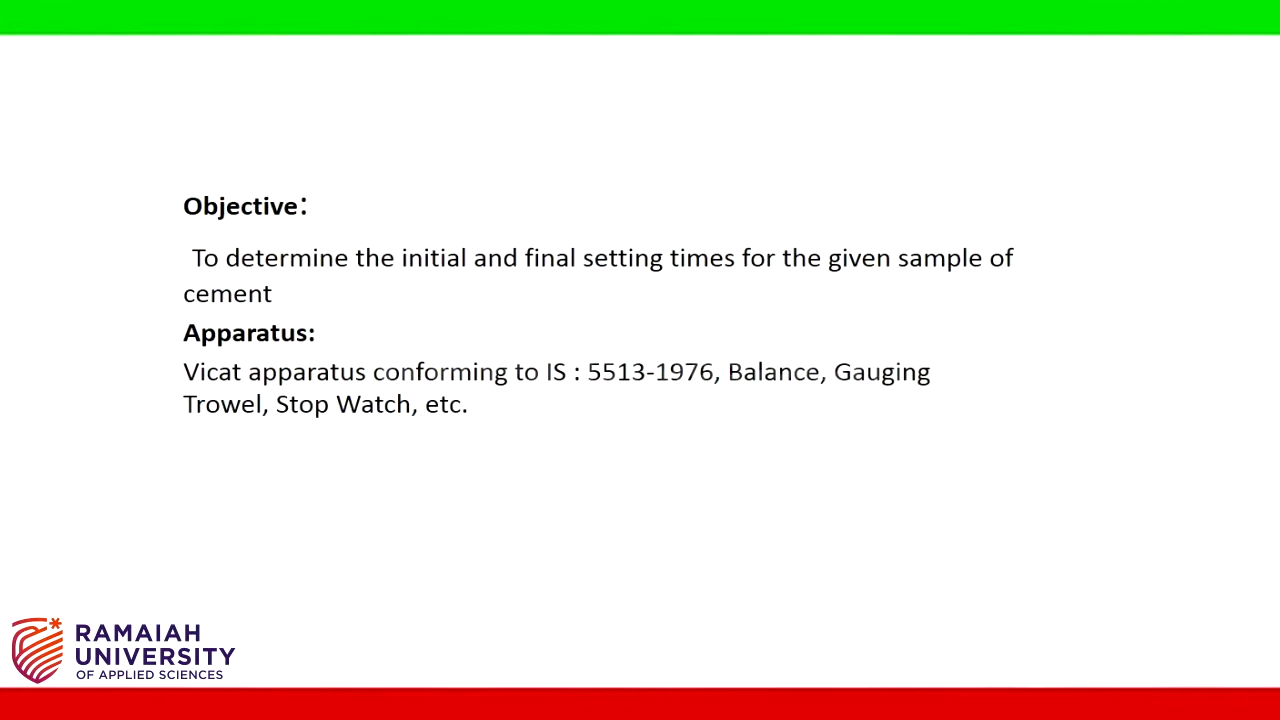 Objective:
To determine the initial and final setting times for the given sample of
cement
Apparatus:
Vicat apparatus conforming to IS : 5513-1976, Balance, Gauging
Trowel, Stop Watch, etc.
RAMAIAH
UNIVERSITY
OF APPLIED SCIENCES